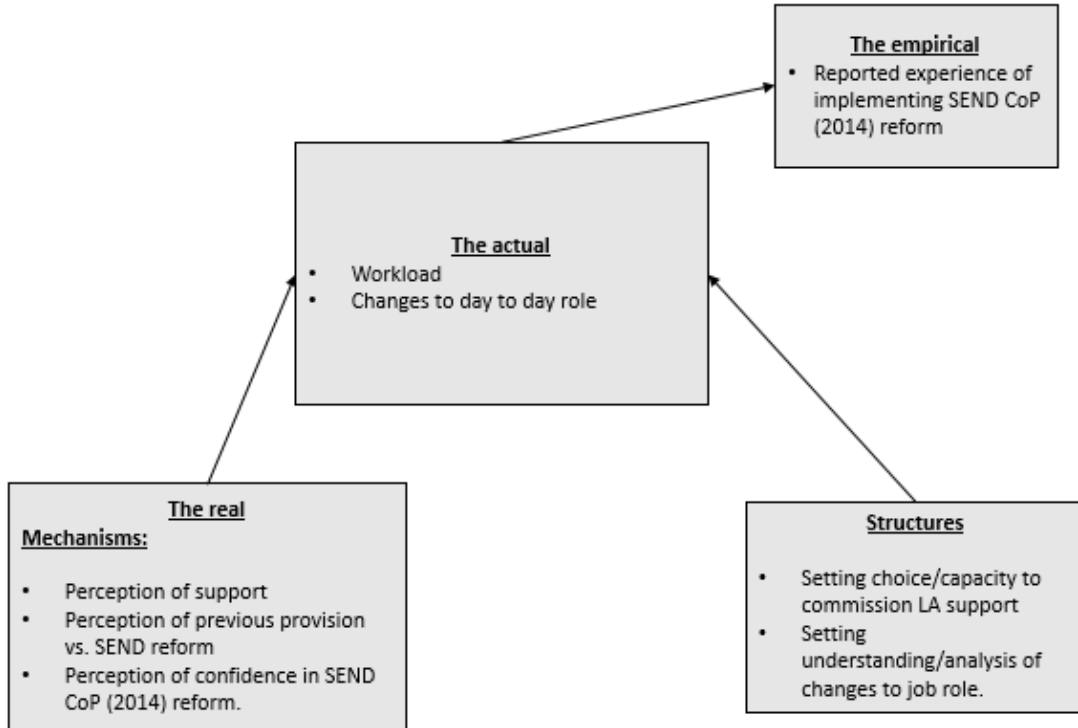 The empirical
• Reported experience of
implementing SEND CoP
(2014) reform
The actual
• Workload
• Changes to day to day role
The real
Mechanisms:
• Perception of support
• Perception of previous provision
vs. SEND reform
• Perception of confidence in SEND
CoP (2014) reform.
Structures
• Setting choice/capacity to
commission LA support
• Setting
understanding/analysis of
changes to job role.